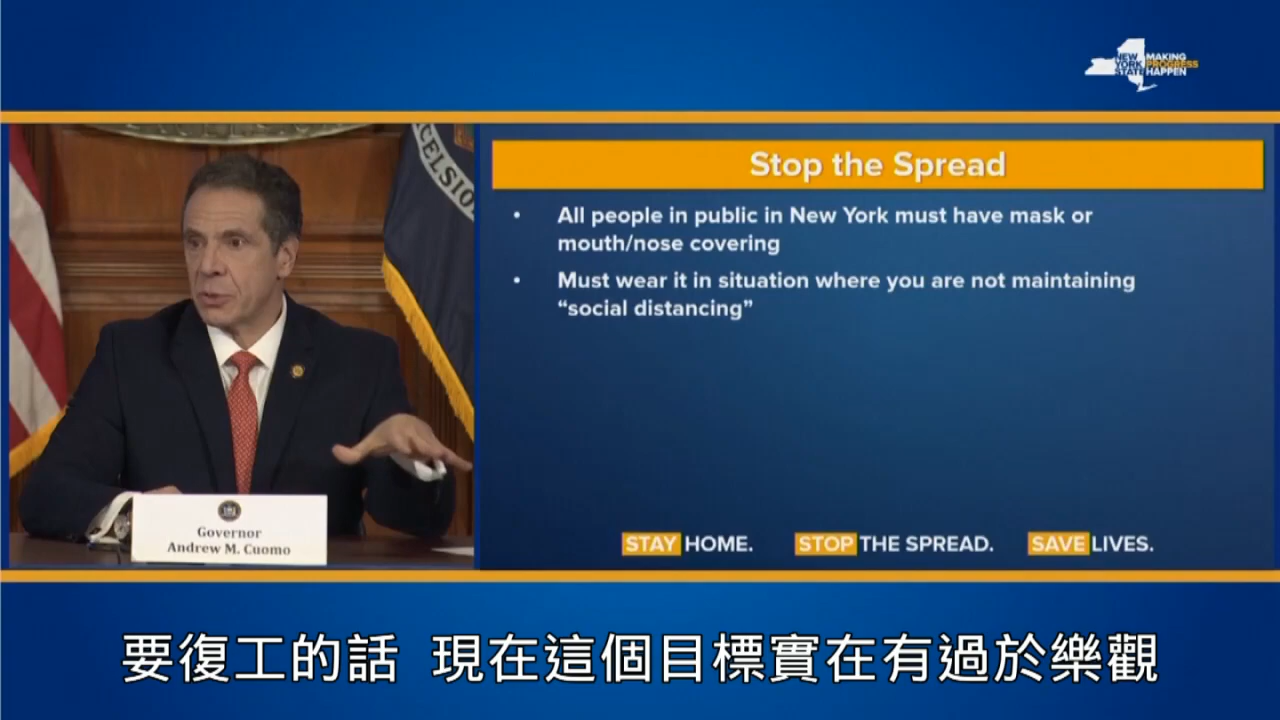 NEW
YORK
STATE
MAKING
PROGRESS
HAPPEN
CELSIO
Stop the Spread
• All people in public in New York must have mask or
mouth/nose covering
• Must wear it in situation where you are not maintaining
“social distancing”
Governor
Andrew M. Cuomo
STAY HOME. STOP THE SPREAD. SAVE LIVES.
要復工的話 現在這個目標實在有過於樂觀